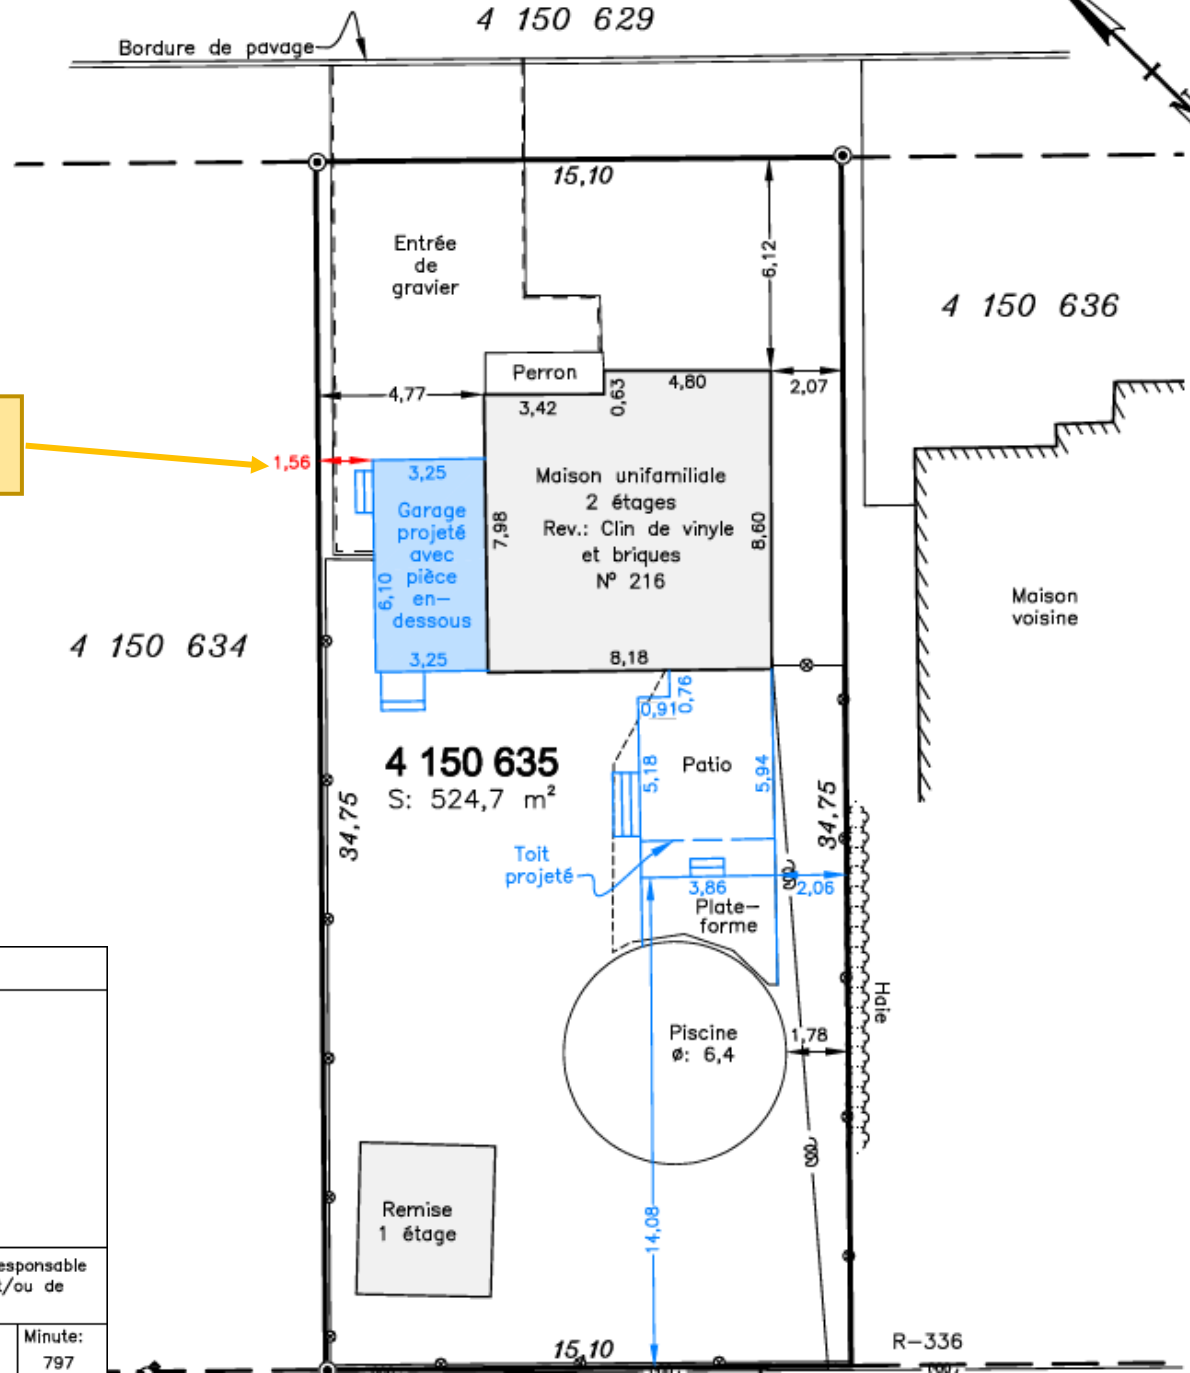 4 150 629
Bordure de pavage
15,10
Entrée
de
gravier
6,12
4 150 636
Perron
4,77
3,42
0,63
4,80
2,07
1,56
3,25
Garage
projeté
avec
pièce
en-
dessous
6,10
3,25
7,98
Maison unifamiliale
2 étages
Rev.: Clin de vinyle
et briques
Nº 216
8,60
8,18
Maison
voisine
4 150 634
0,76
0,91
4 150 635
S: 524,7 m²
5,18
Patio
5,94
34,75
34,75
Toit
projeté
3,86
2,06
Plate-
forme
Haie
Piscine
ø: 6,4
1,78
Remise
1 étage
14,08
esponsable
t/ou de
Minute:
797
15,10
R-336